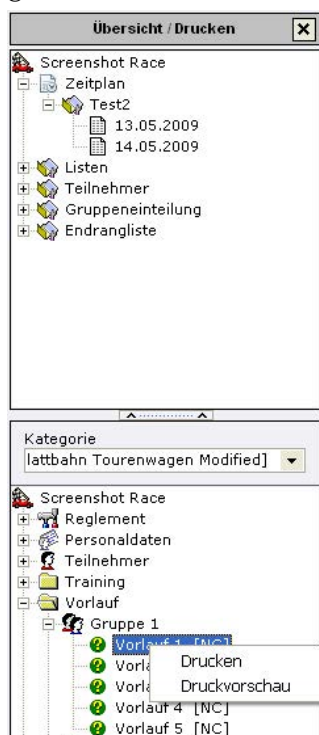 Übersicht / Drucken
Screenshot Race
Zeitplan
Test2
13.05.2009
14.05.2009
Listen
Teilnehmer
Gruppeneinteilung
Endrangliste
Kategorie
lattbahn Tourenwagen Modified]
Screenshot Race
Reglement
Personaldaten
Teilnehmer
Training
Vorlauf
Gruppe 1
Vorlauf 1 [NC]
Drucken
Druckvorschau
Vorlauf 4 [NC]
Vorlauf 5 [NC]